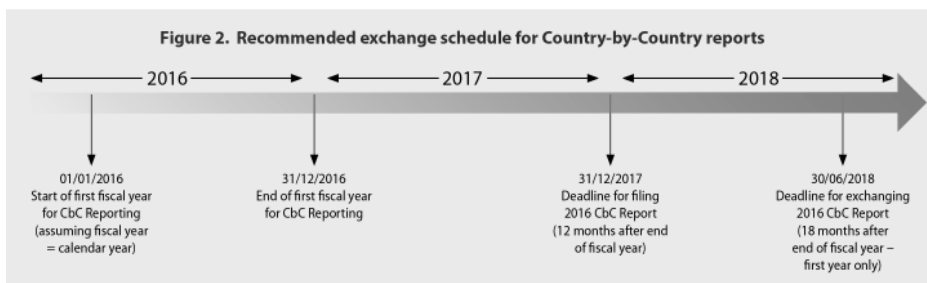 Figure 2. Recommended exchange schedule for Country-by-Country reports
2016
2017
2018
01/01/2016
Start of first fiscal year
for CbC Reporting
(assuming fiscal year
= calendar year)
31/12/2016
End of first fiscal year
for CbC Reporting
31/12/2017
Deadline for filing
2016 CbC Report
(12 months after end
of fiscal year)
30/06/2018
Deadline for exchanging
2016 CbC Report
(18 months after
end of fiscal year –
first year only)